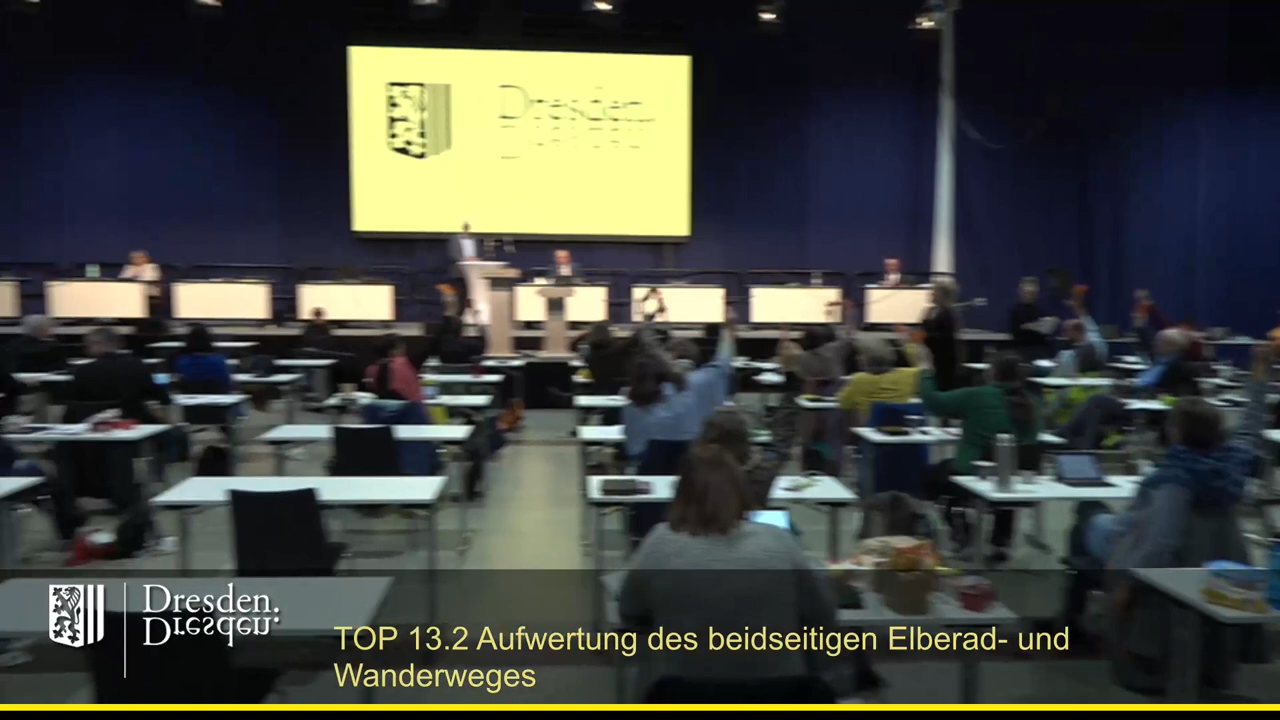 Dresden.
Dresden.
TOP 13.2 Aufwertung des beidseitigen Elberad- und
Wanderweges